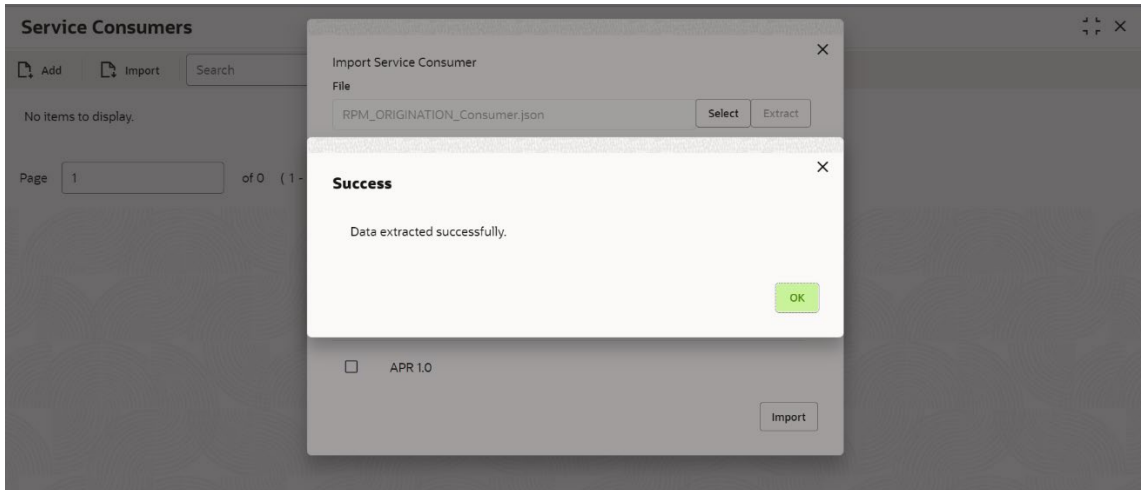 Service Consumers
Add Import Search
No items to display.
Page 1 of 0 (1 -
Import Service Consumer
File
RPM_ORIGINATION_Consumer.json Select Extract
Success
Data extracted successfully.
OK
APR 1.0
Import